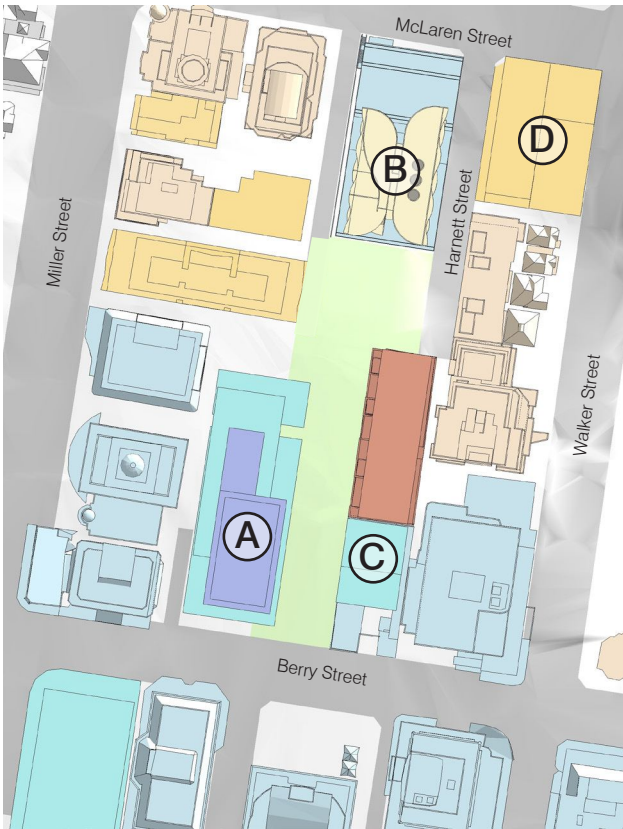 McLaren Street
D
B
Harnett Street
Miller Street
Walker Street
A
C
Berry Street